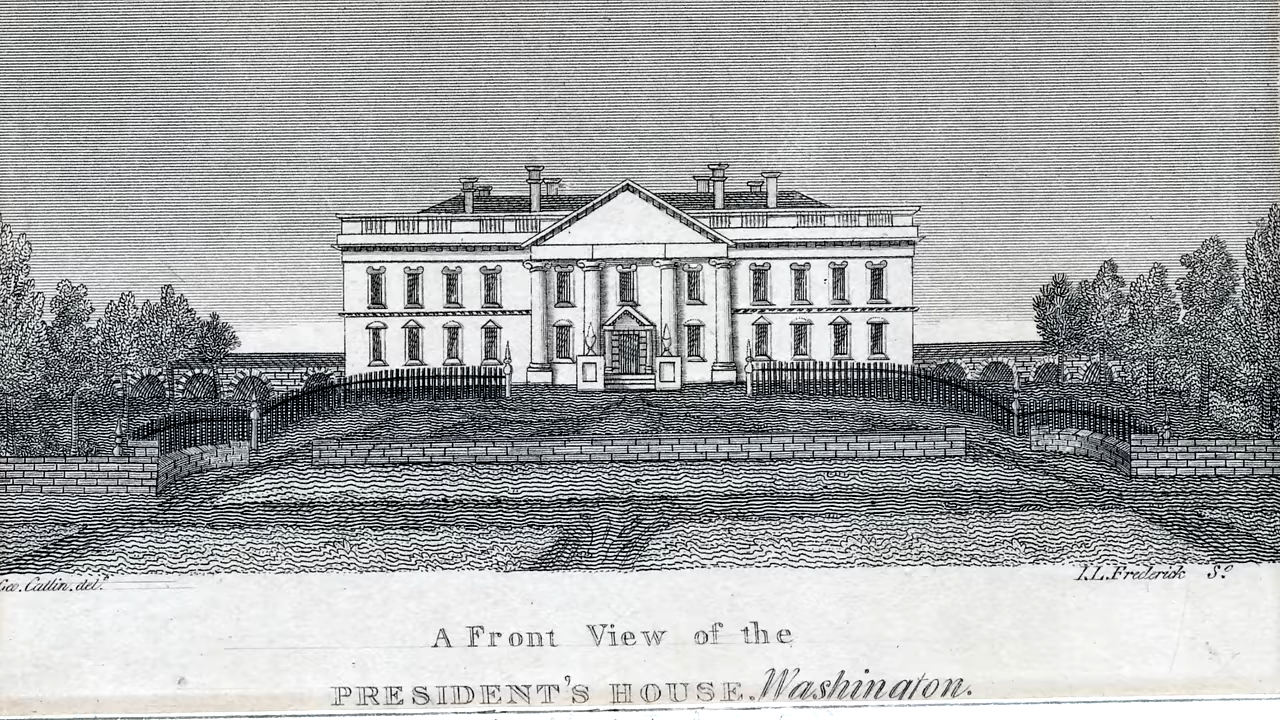 Geo. Catlin. del.t
I.L. Frederick Sc
A Front View of the
PRESIDENT'S HOUSE. Washington.